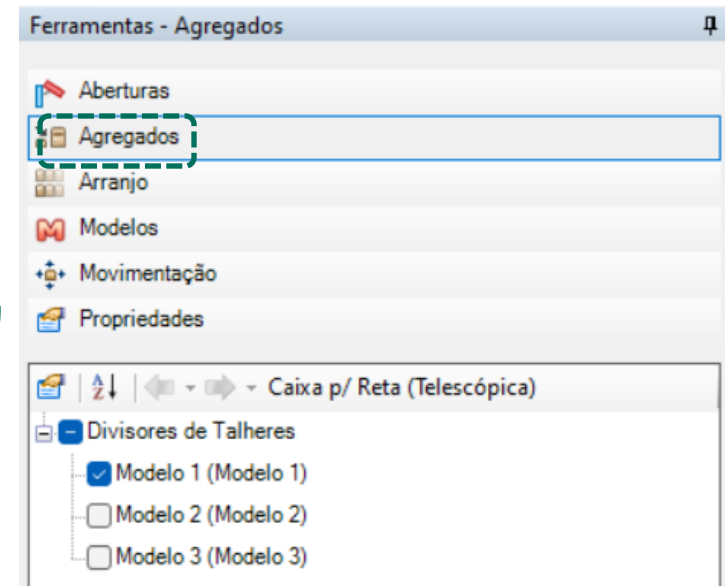 Ferramentas - Agregados
Aberturas
Agregados
Arranjo
Modelos
Movimentação
Propriedades
Caixa p/ Reta (Telescópica)
Divisores de Talheres
Modelo 1 (Modelo 1)
Modelo 2 (Modelo 2)
Modelo 3 (Modelo 3)